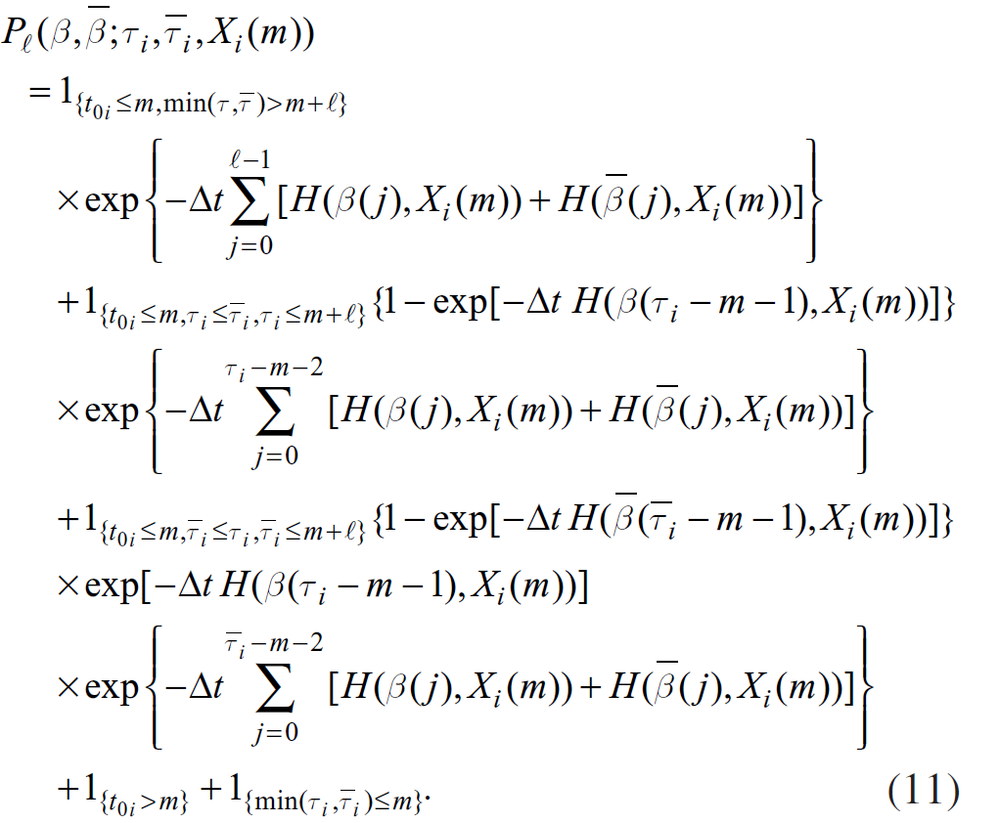 P_ℓ(β,β̅;τ_i,τ̅_i,X_i(m))
= 1_{t_{0i}≤m,min(τ,τ̅)>m+ℓ}
×exp{−Δt ∑_{j=0}^{ℓ−1} [H(β(j),X_i(m))+H(β̅(j),X_i(m))]}
+1_{t_{0i}≤m,τ_i≤τ̅_i,τ_i≤m+ℓ}{1−exp[−Δt H(β(τ_i−m−1),X_i(m))]}
×exp{−Δt ∑_{j=0}^{τ_i−m−2} [H(β(j),X_i(m))+H(β̅(j),X_i(m))]}
+1_{t_{0i}≤m,τ̅_i≤τ_i,τ̅_i≤m+ℓ}{1−exp[−Δt H(β̅(τ̅_i−m−1),X_i(m))]}
×exp[−Δt H(β(τ_i−m−1),X_i(m))]
×exp{−Δt ∑_{j=0}^{τ̅_i−m−2} [H(β(j),X_i(m))+H(β̅(j),X_i(m))]}
+1_{t_{0i}>m}+1_{min(τ_i,τ̅_i)≤m}. (11)